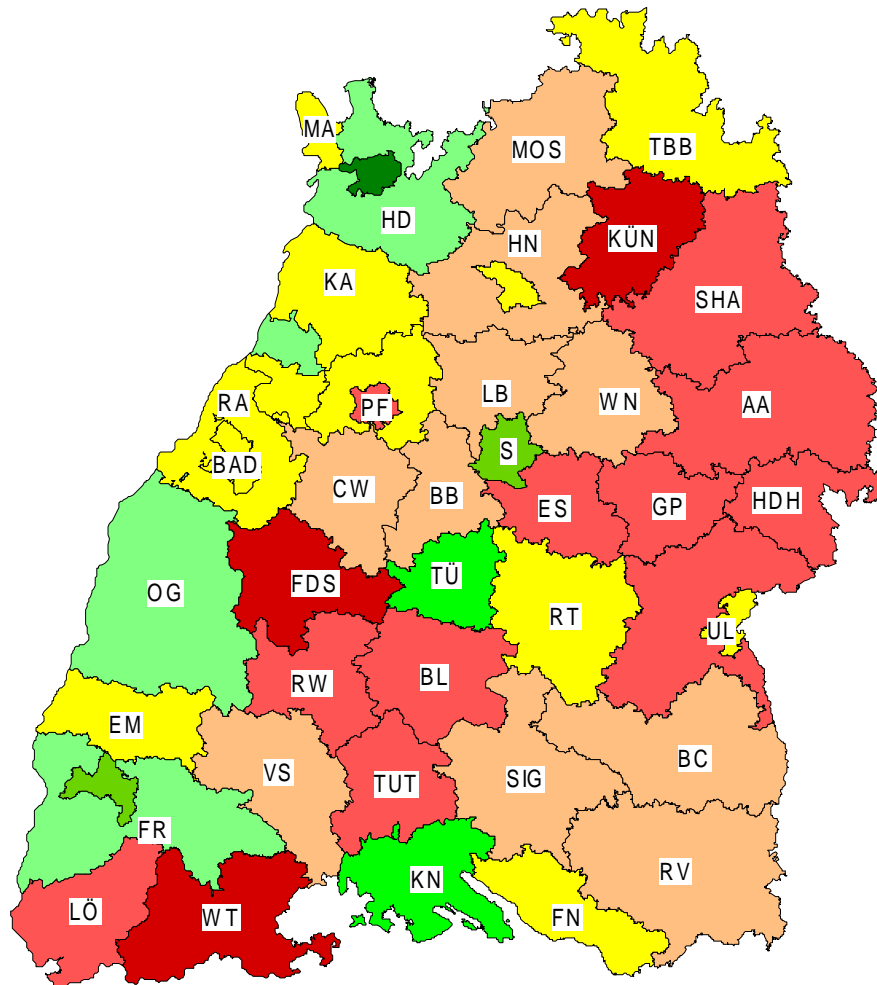 MA
MOS
TBB
HD
HN
KÜN
KA
SHA
RA
PF
LB
WN
AA
BAD
CW
BB
S
ES
GP
HDH
OG
FDS
TÜ
RT
UL
RW
BL
EM
VS
TUT
SIG
BC
FR
LÖ
WT
KN
FN
RV